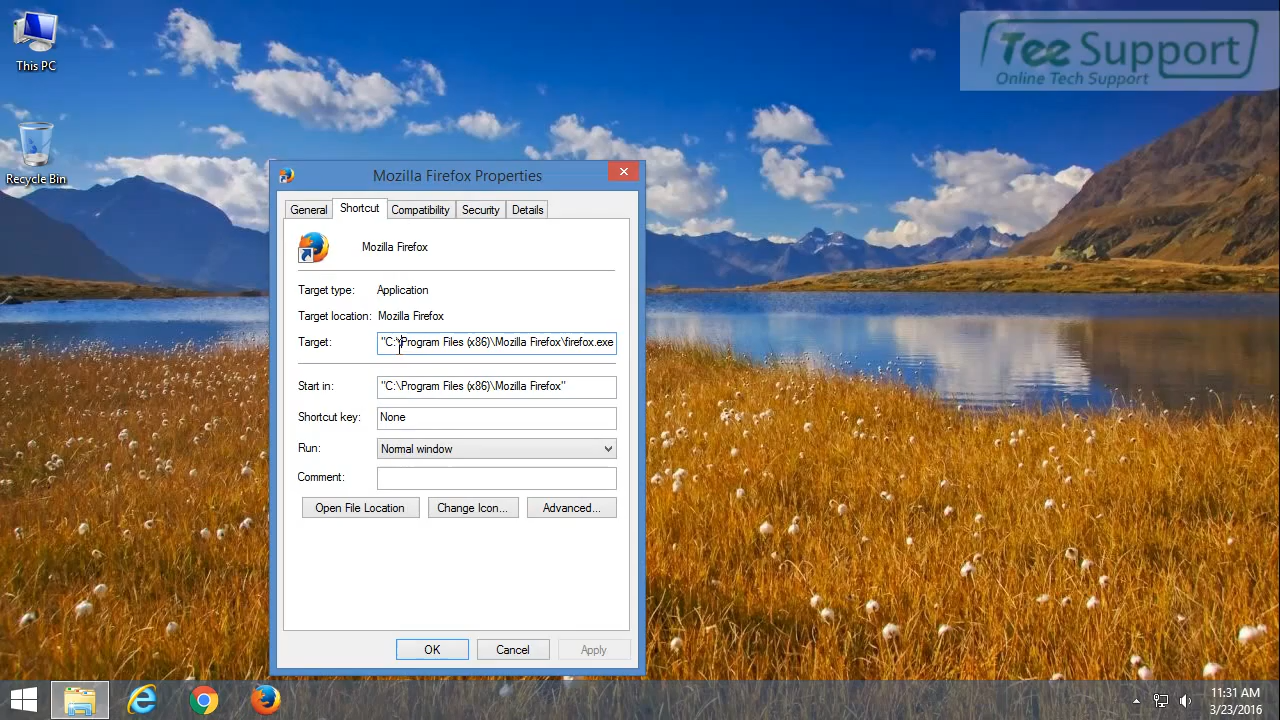 This PC
Recycle Bin
Tee Support
Online Tech Support
Mozilla Firefox Properties
General Shortcut Compatibility Security Details
Mozilla Firefox
Target type: Application
Target location: Mozilla Firefox
Target: "C:\Program Files (x86)\Mozilla Firefox\firefox.exe
Start in: "C:\Program Files (x86)\Mozilla Firefox"
Shortcut key: None
Run: Normal window
Comment:
Open File Location Change Icon... Advanced...
OK Cancel Apply
11:31 AM
3/23/2016